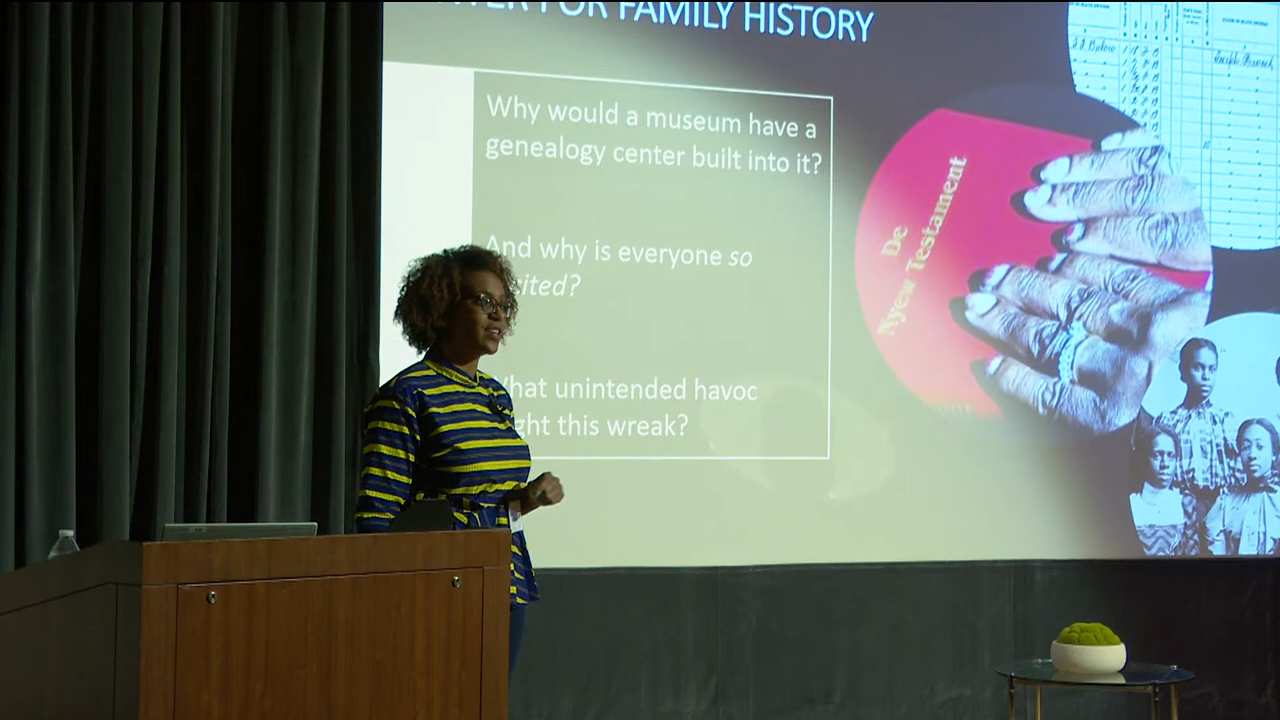 FOR FAMILY HISTORY
Why would a museum have a
genealogy center built into it?
And why is everyone so
What unintended havoc
this wreak?
De
Nyew Testament